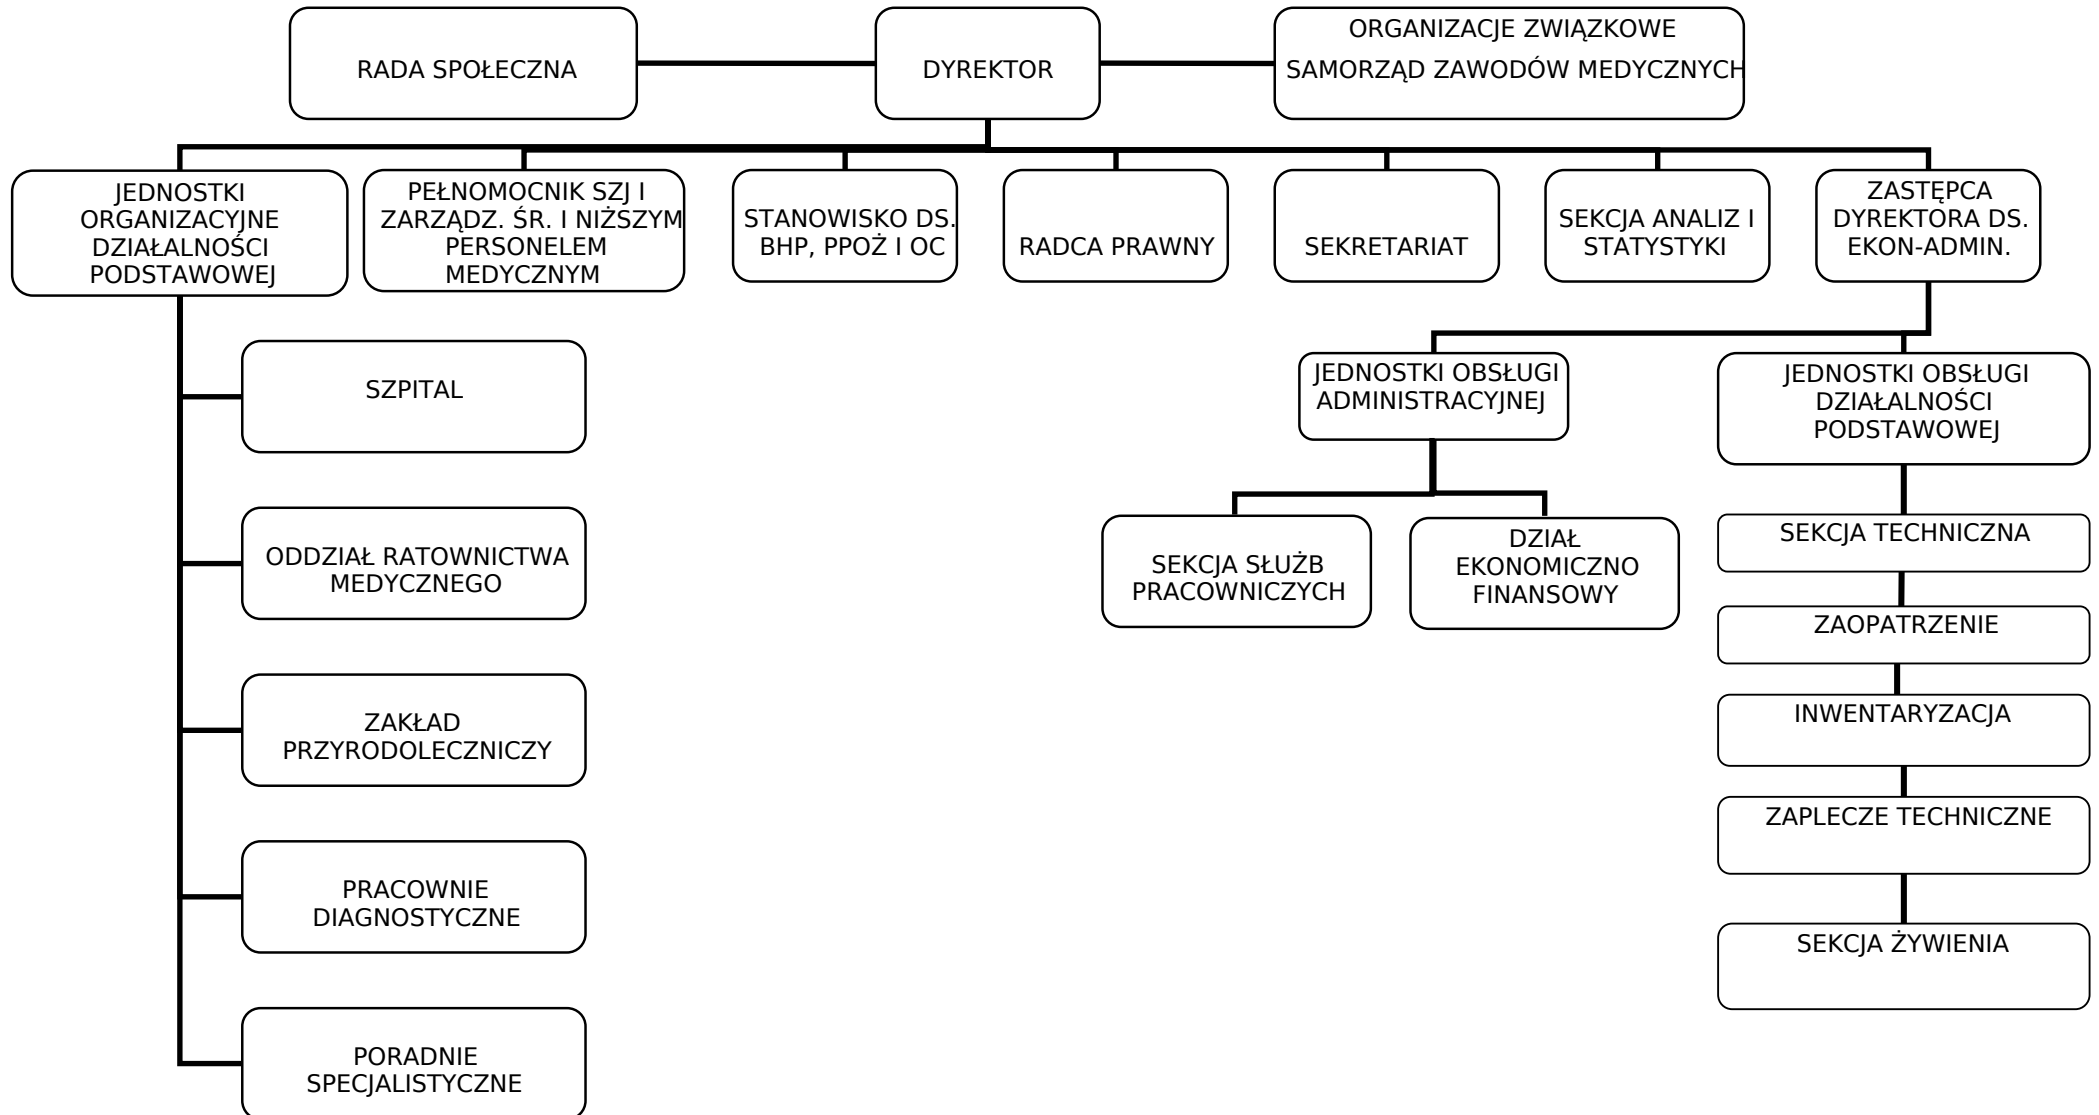 RADA SPOŁECZNA
DYREKTOR
ORGANIZACJE ZWIĄZKOWE
SAMORZĄD ZAWODÓW MEDYCZNYCH
JEDNOSTKI
ORGANIZACYJNE
DZIAŁALNOŚCI
PODSTAWOWEJ
PEŁNOMOCNIK SZJ I
ZARZĄDZ. ŚR. I NIŻSZYM
PERSONELEM
MEDYCZNYM
STANOWISKO DS.
BHP, PPOŻ I OC
RADCA PRAWNY
SEKRETARIAT
SEKCJA ANALIZ I
STATYSTYKI
ZASTĘPCA
DYREKTORA DS.
EKON-ADMIN.
SZPITAL
ODDZIAŁ RATOWNICTWA
MEDYCZNEGO
ZAKŁAD
PRZYRODOLECZNICZY
PRACOWNIE
DIAGNOSTYCZNE
PORADNIE
SPECJALISTYCZNE
JEDNOSTKI OBSŁUGI
ADMINISTRACYJNEJ
SEKCJA SŁUŻB
PRACOWNICZYCH
DZIAŁ
EKONOMICZNO
FINANSOWY
JEDNOSTKI OBSŁUGI
DZIAŁALNOŚCI
PODSTAWOWEJ
SEKCJA TECHNICZNA
ZAOPATRZENIE
INWENTARYZACJA
ZAPLECZE TECHNICZNE
SEKCJA ŻYWIENIA